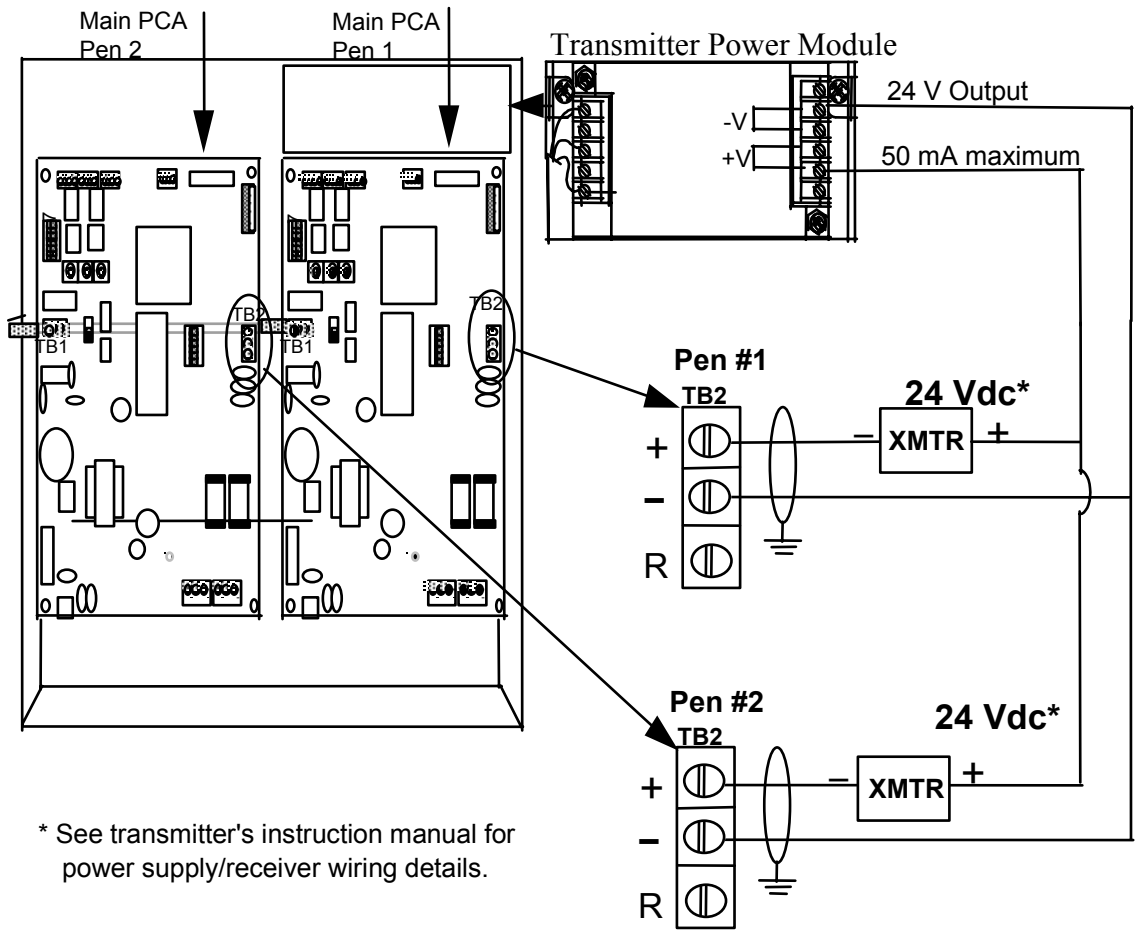 Main PCA
Pen 2
Main PCA
Pen 1
Transmitter Power Module
24 V Output
-V
+V
50 mA maximum
TB2
TB2
TB1
TB1
Pen #1
TB2
24 Vdc*
+
− XMTR +
−
R
Pen #2
TB2
24 Vdc*
+
− XMTR +
−
R
* See transmitter's instruction manual for
power supply/receiver wiring details.